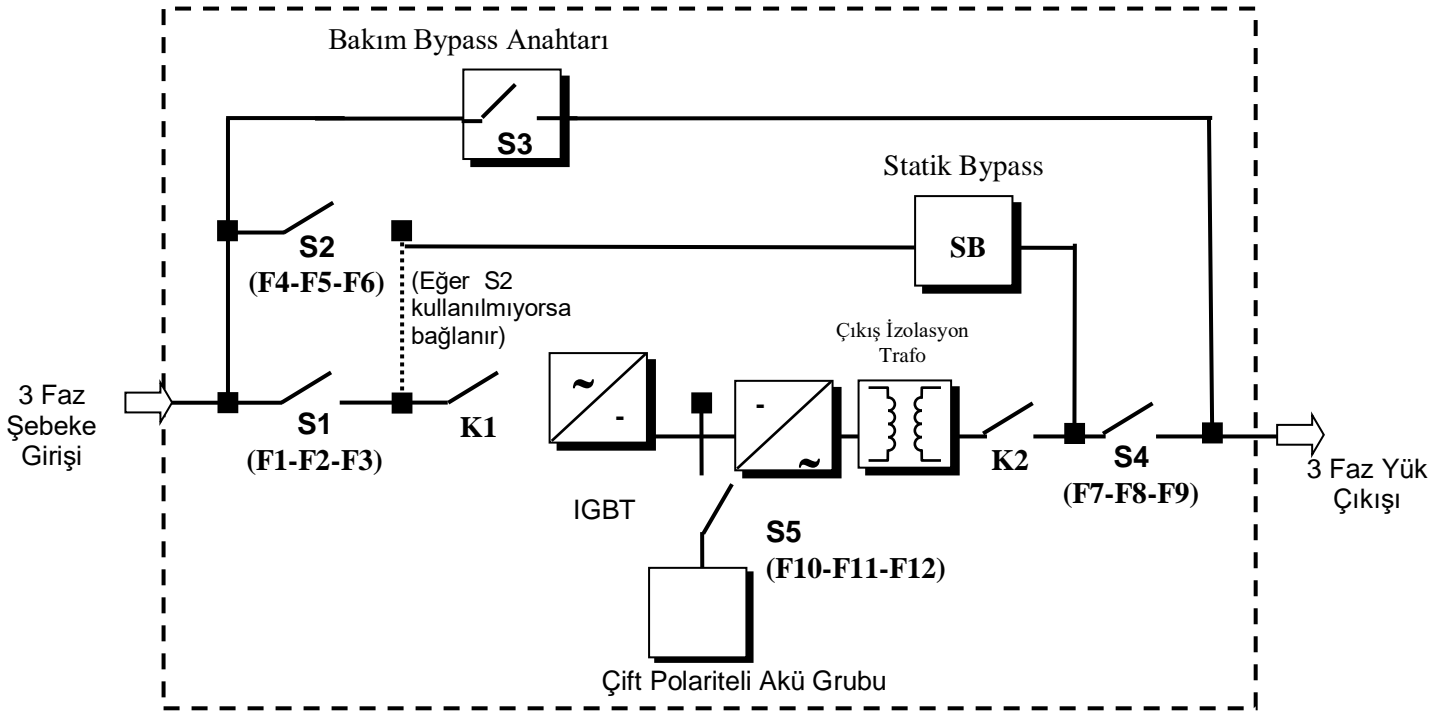 Bakım Bypass Anahtarı
S3
Statik Bypass
SB
S2
(F4-F5-F6)
(Eğer S2
kullanılmıyorsa
bağlanır)
Çıkış İzolasyon
Trafo
3 Faz
Şebeke
Girişi
S1
(F1-F2-F3)
K1
~
-
IGBT
-
~
K2
S4
(F7-F8-F9)
3 Faz Yük
Çıkışı
S5
(F10-F11-F12)
Çift Polariteli Akü Grubu